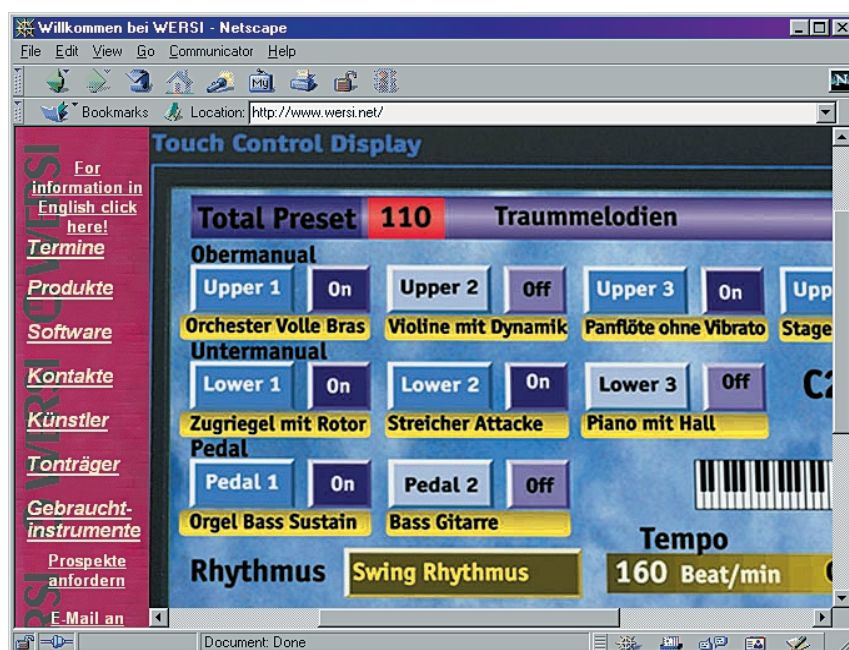 Willkommen bei WERSI - Netscape
File Edit View Go Communicator Help
My
N
Bookmarks Location: http://www.wersi.net/
WERSI @ WERSI @ WERSI
For
information in
English click
here!
Termine
Produkte
Software
Kontakte
Künstler
Tonträger
Gebraucht-
instrumente
Prospekte
anfordern
E-Mail an
Touch Control Display
Total Preset 110 Traummelodien
Obermanual
Upper 1 On Upper 2 Off Upper 3 On Upp
Orchester Volle Bras Violine mit Dynamik Panflöte ohne Vibrato Stage
Untermanual
Lower 1 On Lower 2 On Lower 3 Off
Zugriegel mit Rotor Streicher Attacke Piano mit Hall
Pedal
Pedal 1 On Pedal 2 Off
Orgel Bass Sustain Bass Gitarre
Tempo
Rhythmus Swing Rhythmus 160 Beat/min
Document: Done